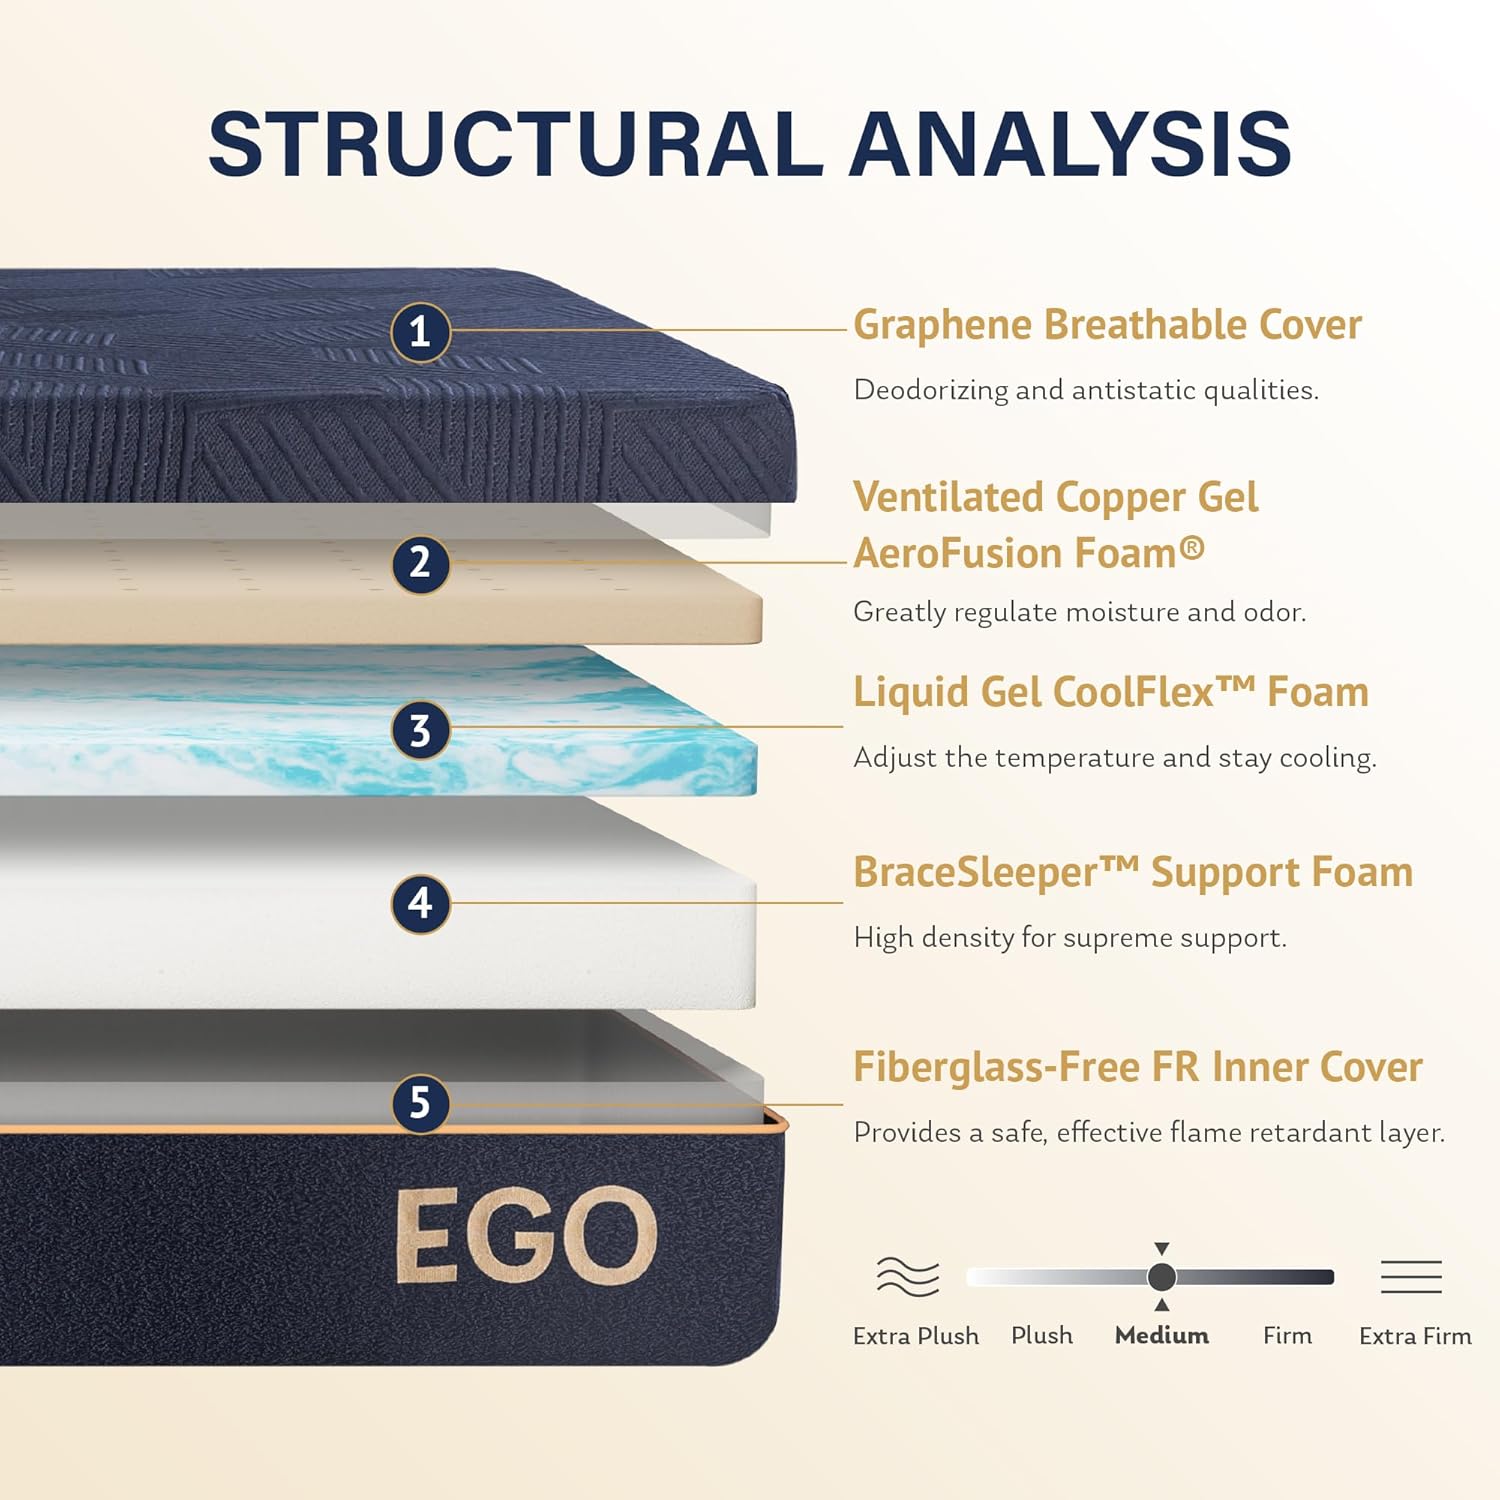 STRUCTURAL ANALYSIS
1
Graphene Breathable Cover
Deodorizing and antistatic qualities.
2
Ventilated Copper Gel
AeroFusion Foam®
Greatly regulate moisture and odor.
3
Liquid Gel CoolFlex™ Foam
Adjust the temperature and stay cooling.
4
BraceSleeper™ Support Foam
High density for supreme support.
5
Fiberglass-Free FR Inner Cover
Provides a safe, effective flame retardant layer.
EGO
Extra Plush Plush Medium Firm Extra Firm